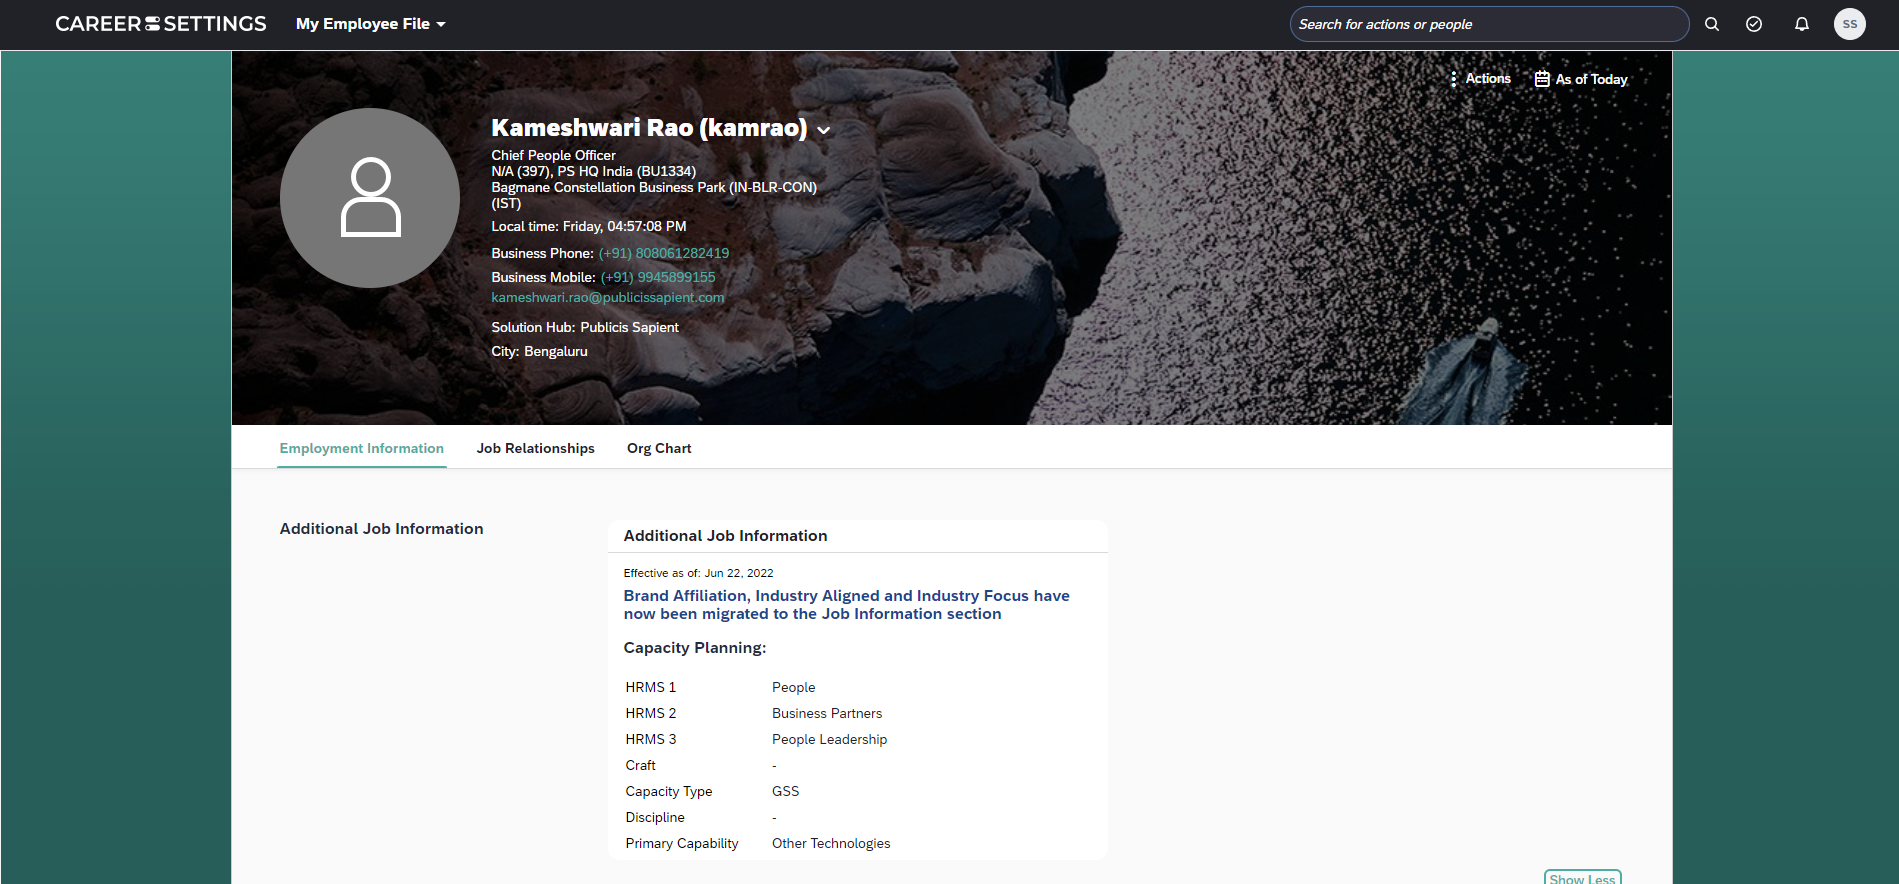 CAREER SETTINGS
My Employee File
Search for actions or people
SS
Actions
As of Today
Kameshwari Rao (kamrao)
Chief People Officer
N/A (397), PS HQ India (BU1334)
Bagmane Constellation Business Park (IN-BLR-CON)
(IST)
Local time: Friday, 04:57:08 PM
Business Phone: (+91) 808061282419
Business Mobile: (+91) 9945899155
kameshwari.rao@publicissapient.com
Solution Hub: Publicis Sapient
City: Bengaluru
Employment Information
Job Relationships
Org Chart
Additional Job Information
Additional Job Information
Effective as of: Jun 22, 2022
Brand Affiliation, Industry Aligned and Industry Focus have
now been migrated to the Job Information section
Capacity Planning:
HRMS 1 People
HRMS 2 Business Partners
HRMS 3 People Leadership
Craft -
Capacity Type GSS
Discipline -
Primary Capability Other Technologies
Show Less